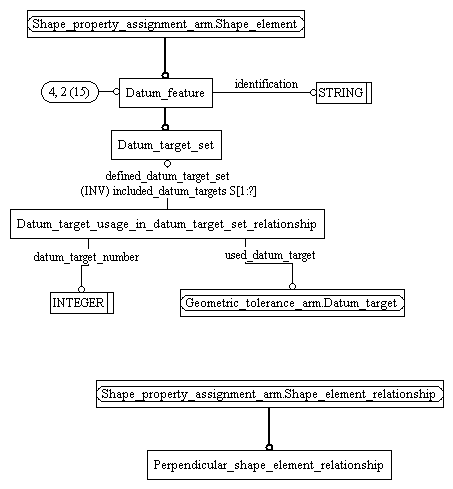 Shape_property_assignment_arm.Shape_element
4, 2 (15)
Datum_feature
identification
STRING
Datum_target_set
defined_datum_target_set
(INV) included_datum_targets S[1:?]
Datum_target_usage_in_datum_target_set_relationship
datum_target_number
used_datum_target
INTEGER
Geometric_tolerance_arm.Datum_target
Shape_property_assignment_arm.Shape_element_relationship
Perpendicular_shape_element_relationship